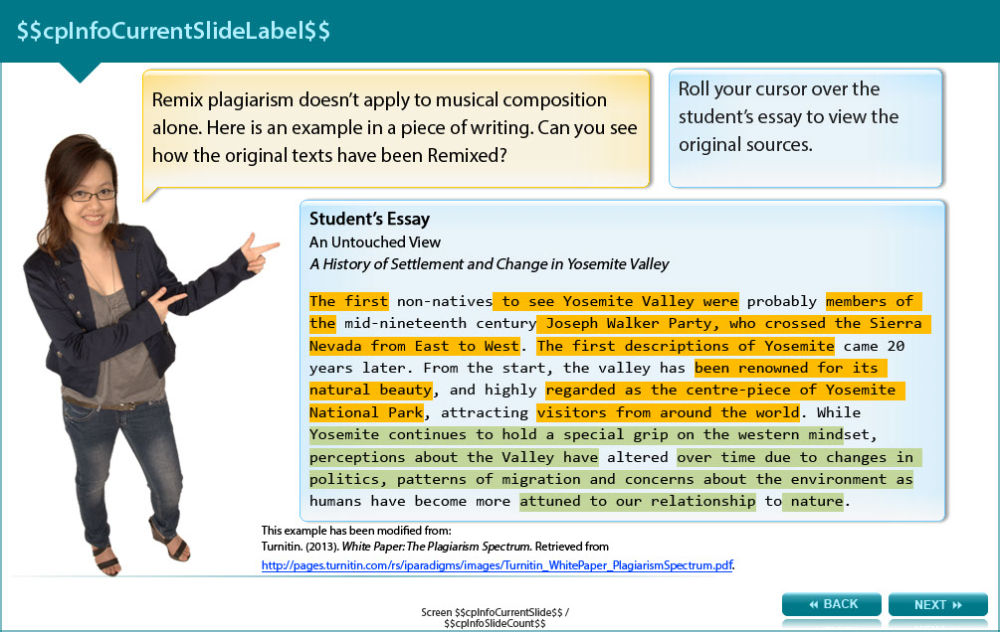 $$cpInfoCurrentSlideLabel$$
Remix plagiarism doesn't apply to musical composition
alone. Here is an example in a piece of writing. Can you see
how the original texts have been Remixed?
Roll your cursor over the
student's essay to view the
original sources.
Student's Essay
An Untouched View
A History of Settlement and Change in Yosemite Valley
The first non-natives to see Yosemite Valley were probably members of
the mid-nineteenth century Joseph Walker Party, who crossed the Sierra
Nevada from East to West. The first descriptions of Yosemite came 20
years later. From the start, the valley has been renowned for its
natural beauty, and highly regarded as the centre-piece of Yosemite
National Park, attracting visitors from around the world. While
Yosemite continues to hold a special grip on the western mindset,
perceptions about the Valley have altered over time due to changes in
politics, patterns of migration and concerns about the environment as
humans have become more attuned to our relationship to nature.
This example has been modified from:
Turnitin. (2013). White Paper: The Plagiarism Spectrum. Retrieved from
http://pages.turnitin.com/rs/iparadigms/images/Turnitin_WhitePaper_PlagiarismSpectrum.pdf.
Screen $$cpInfoCurrentSlide$$ /
$$cpInfoSlideCount$$
BACK
NEXT